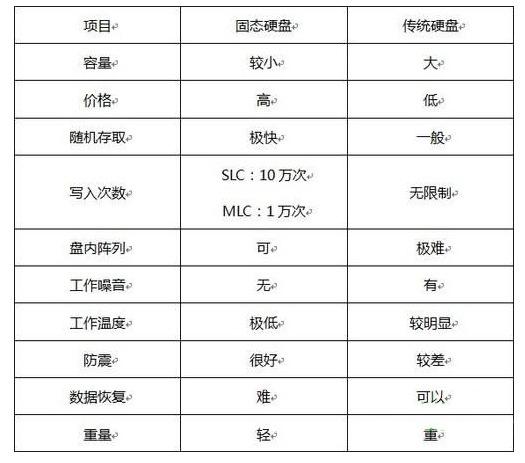 项目 固态硬盘 传统硬盘
容量 较小 大
价格 高 低
随机存取 极快 一般
写入次数 SLC：10 万次 无限制
MLC：1 万次
盘内阵列 可 极难
工作噪音 无 有
工作温度 极低 较明显
防震 很好 较差
数据恢复 难 可以
重量 轻 重